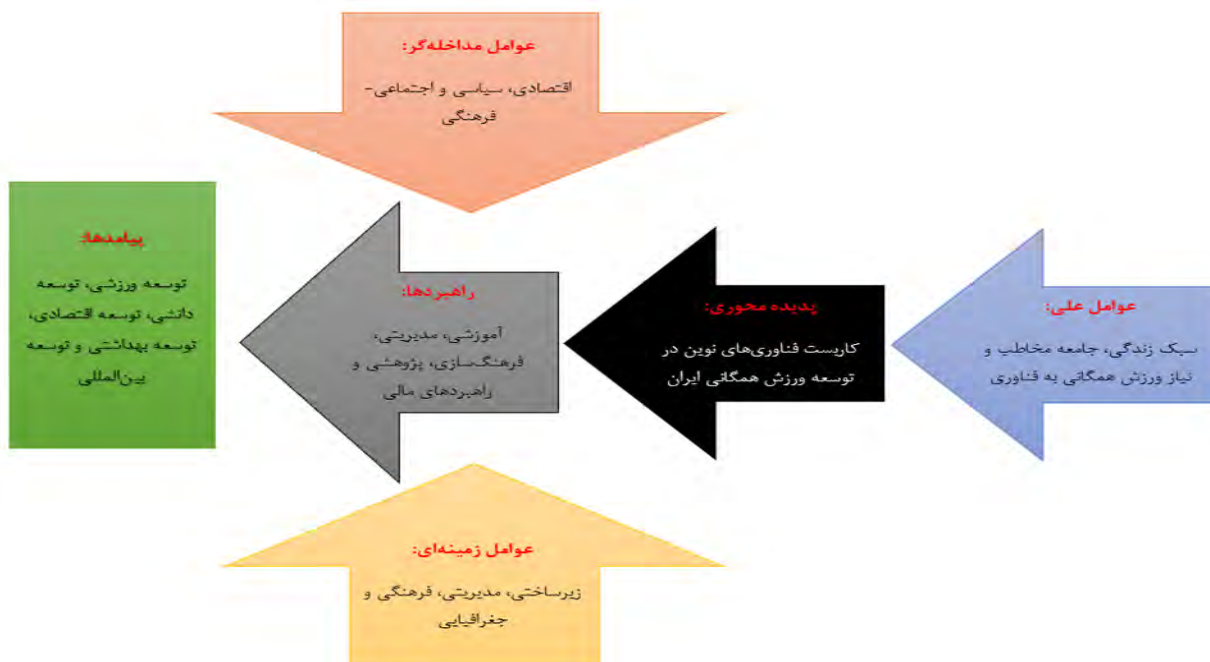 عوامل مداخله‌گر:
اقتصادی، سیاسی و اجتماعی-
فرهنگی
عوامل علی:
سبک زندگی، جامعه مخاطب و
نیاز ورزش همگانی به فناوری
پدیده محوری:
کاربست فناوری‌های نوین در
توسعه ورزش همگانی ایران
راهبردها:
آموزشی، مدیریتی،
فرهنگ‌سازی، پژوهشی و
راهبردهای مالی
پیامدها:
توسعه ورزشی، توسعه
دانشی، توسعه اقتصادی،
توسعه بهداشتی و توسعه
بین‌المللی
عوامل زمینه‌ای:
زیرساختی، مدیریتی، فرهنگی و
جغرافیایی